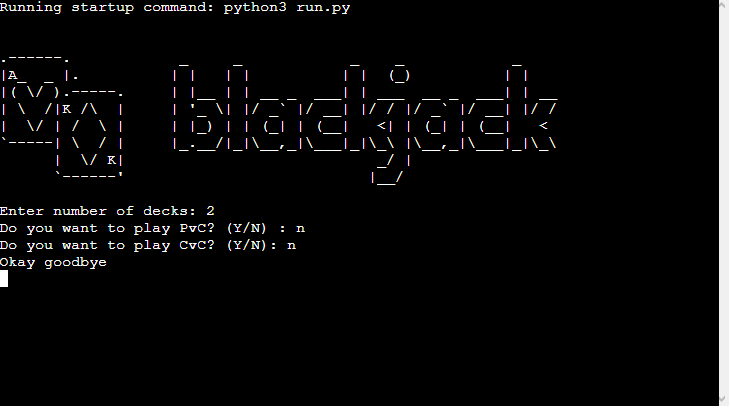 Running startup command: python3 run.py
blackjack
A
K
K
Enter number of decks: 2
Do you want to play PvC? (Y/N) : n
Do you want to play CvC? (Y/N): n
Okay goodbye